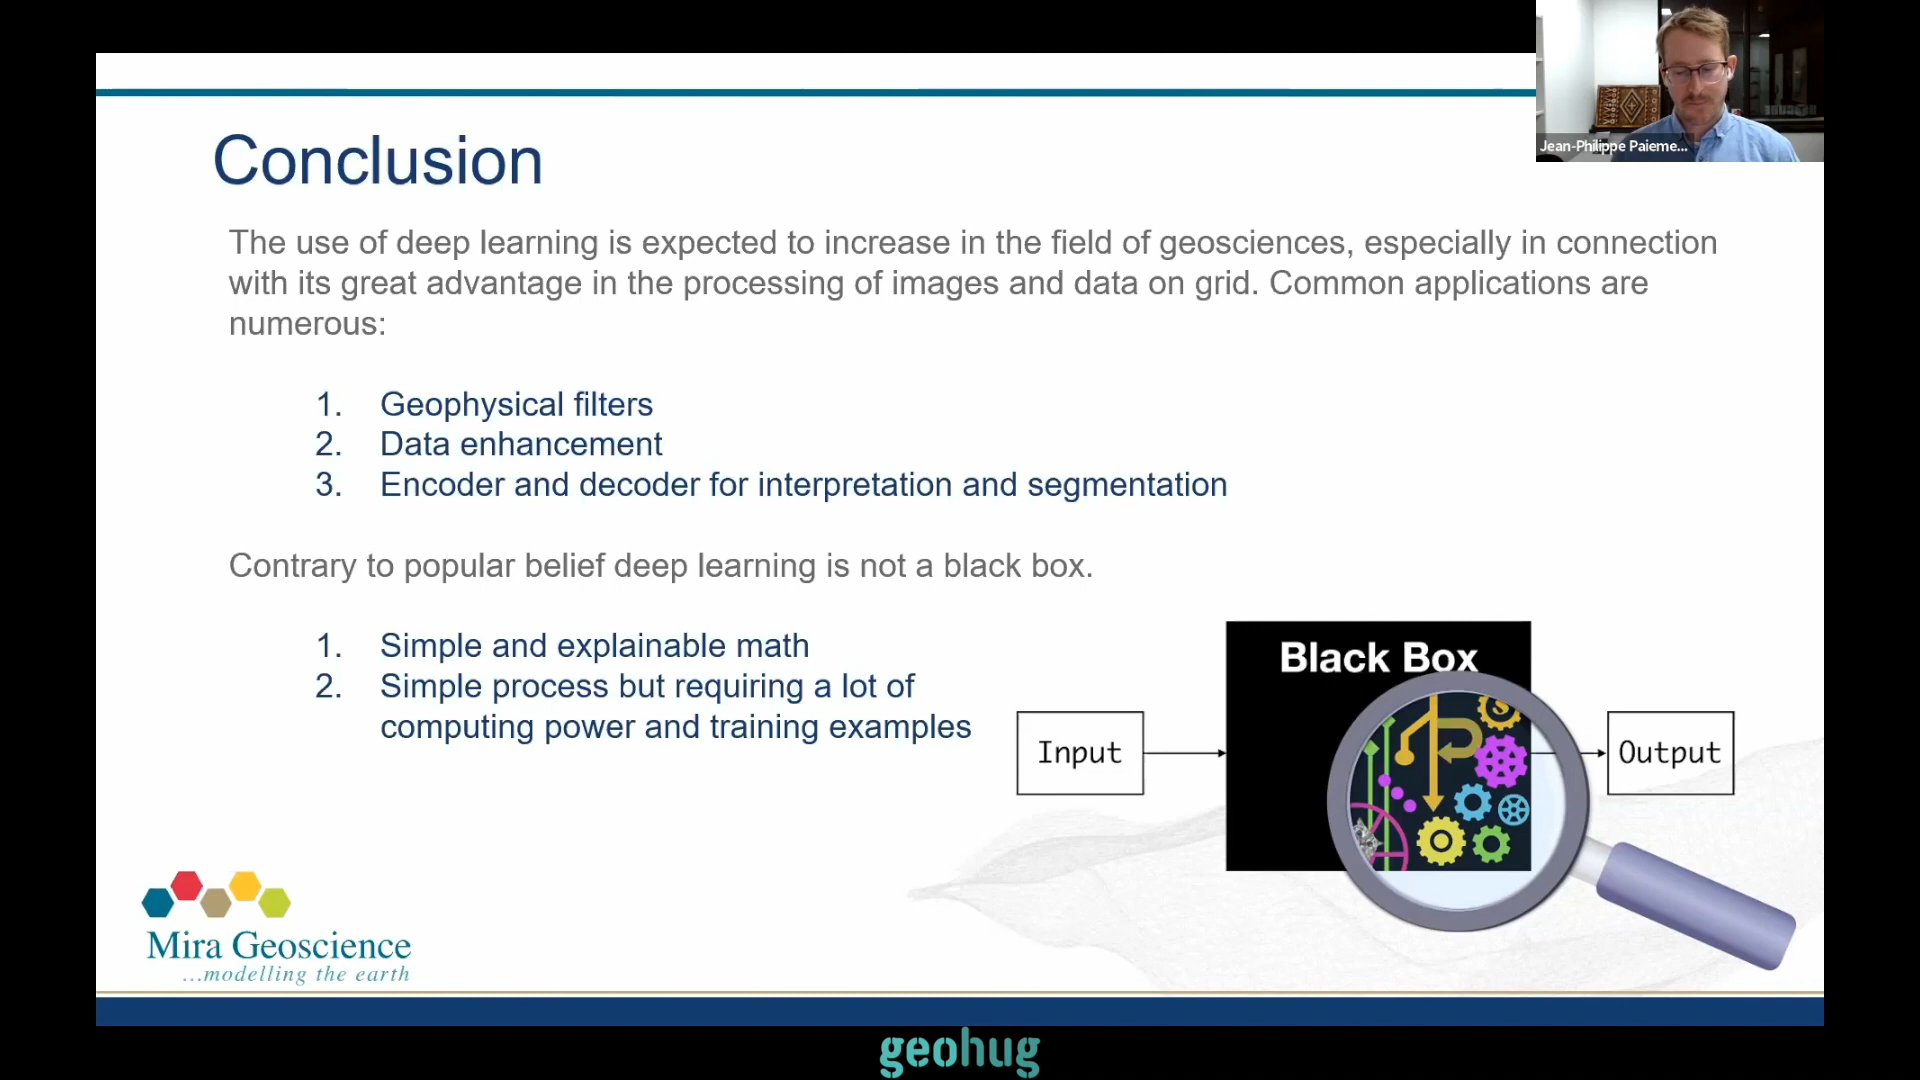 Jean-Philippe Paieme...
Conclusion
The use of deep learning is expected to increase in the field of geosciences, especially in connection
with its great advantage in the processing of images and data on grid. Common applications are
numerous:
1. Geophysical filters
2. Data enhancement
3. Encoder and decoder for interpretation and segmentation
Contrary to popular belief deep learning is not a black box.
1. Simple and explainable math
2. Simple process but requiring a lot of
computing power and training examples
Black Box
Input
Output
Mira Geoscience
...modelling the earth
geohug